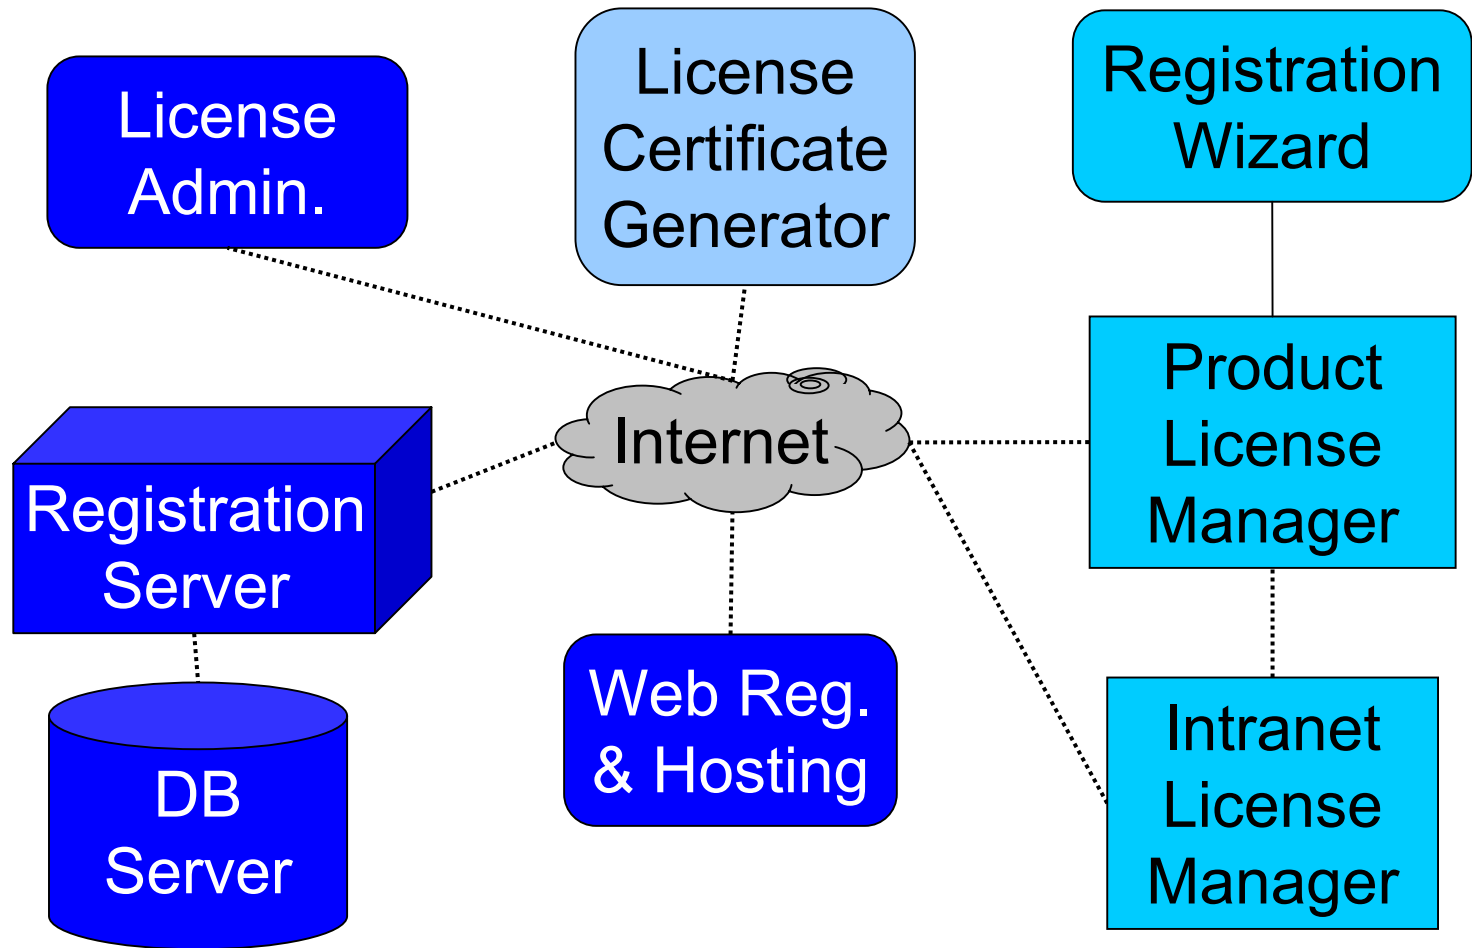 License
Admin.
License
Certificate
Generator
Registration
Wizard
Internet
Product
License
Manager
Registration
Server
Web Reg.
& Hosting
DB
Server
Intranet
License
Manager